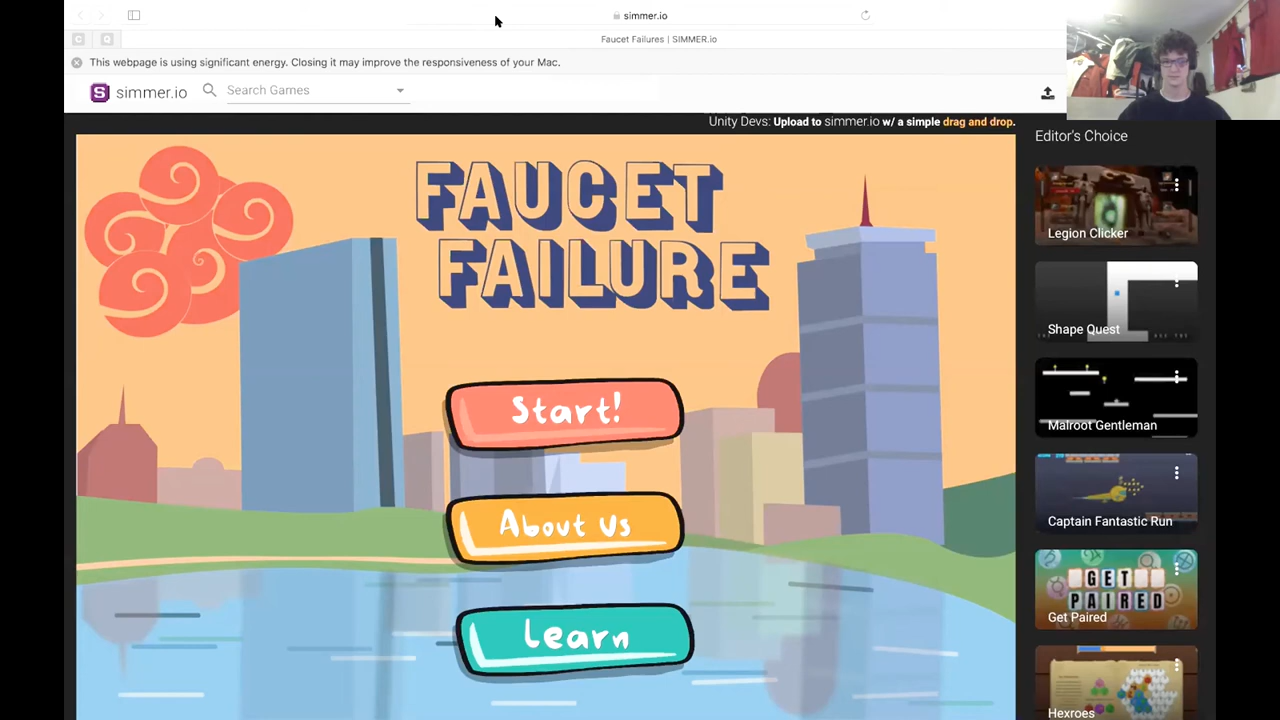 simmer.io
C
Q
Faucet Failures | SIMMER.io
This webpage is using significant energy. Closing it may improve the responsiveness of your Mac.
S simmer.io
Search Games
Unity Devs: Upload to simmer.io w/ a simple drag and drop.
Editor's Choice
FAUCET
FAILURE
Start!
About Us
Learn
Legion Clicker
Shape Quest
Malroot Gentleman
Captain Fantastic Run
GET
PAIRED
Get Paired
Hexroes